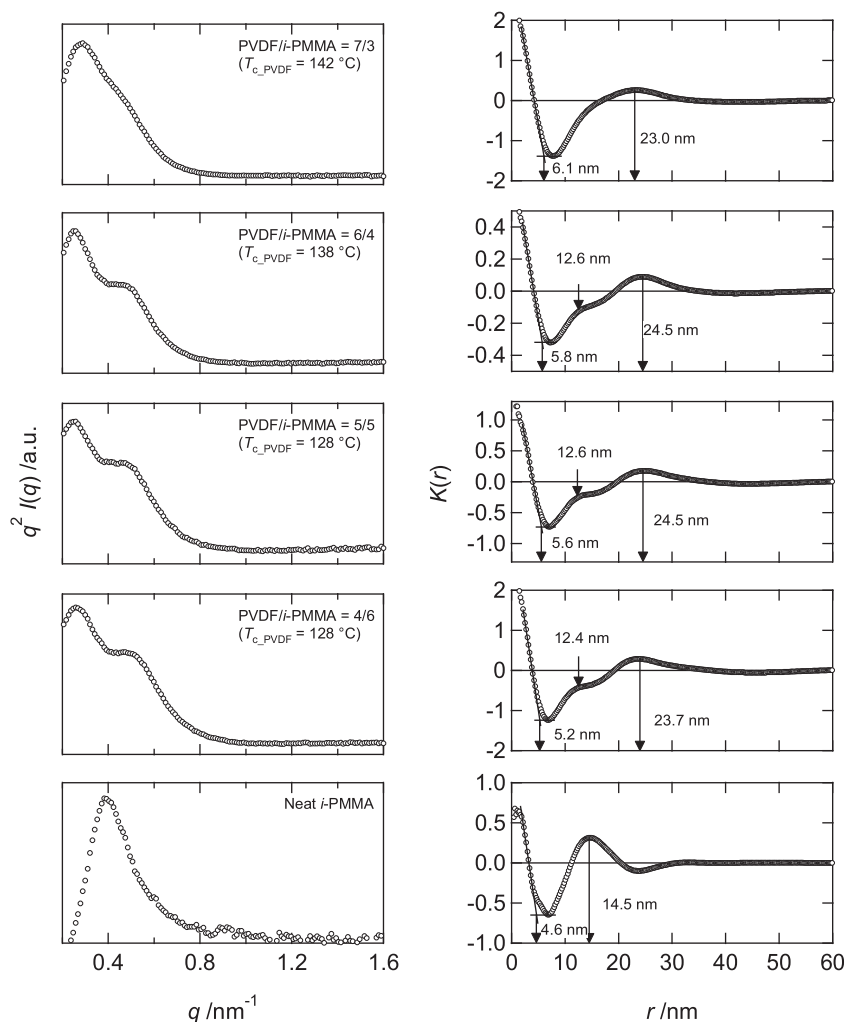 PVDF/i-PMMA = 7/3
(Tc_PVDF = 142 °C)
2
1
0
-1
-2
6.1 nm
23.0 nm
PVDF/i-PMMA = 6/4
(Tc_PVDF = 138 °C)
0.4
0.2
0.0
-0.2
-0.4
12.6 nm
5.8 nm
24.5 nm
q² I(q) /a.u.
PVDF/i-PMMA = 5/5
(Tc_PVDF = 128 °C)
K(r)
1.0
0.5
0.0
-0.5
-1.0
12.6 nm
5.6 nm
24.5 nm
PVDF/i-PMMA = 4/6
(Tc_PVDF = 128 °C)
2
1
0
-1
-2
12.4 nm
5.2 nm
23.7 nm
Neat i-PMMA
1.0
0.5
0.0
-0.5
-1.0
4.6 nm
14.5 nm
0.4 0.8 1.2 1.6
q /nm⁻¹
0 10 20 30 40 50 60
r /nm